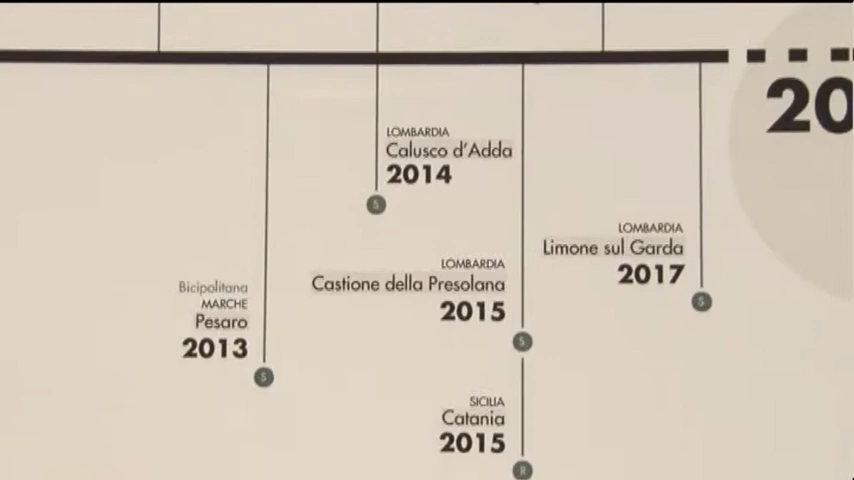 20
LOMBARDIA
Calusco d'Adda
2014
S
LOMBARDIA
Limone sul Garda
2017
S
LOMBARDIA
Castione della Presolana
2015
S
Bicipolitana
MARCHE
Pesaro
2013
S
SICILIA
Catania
2015
R